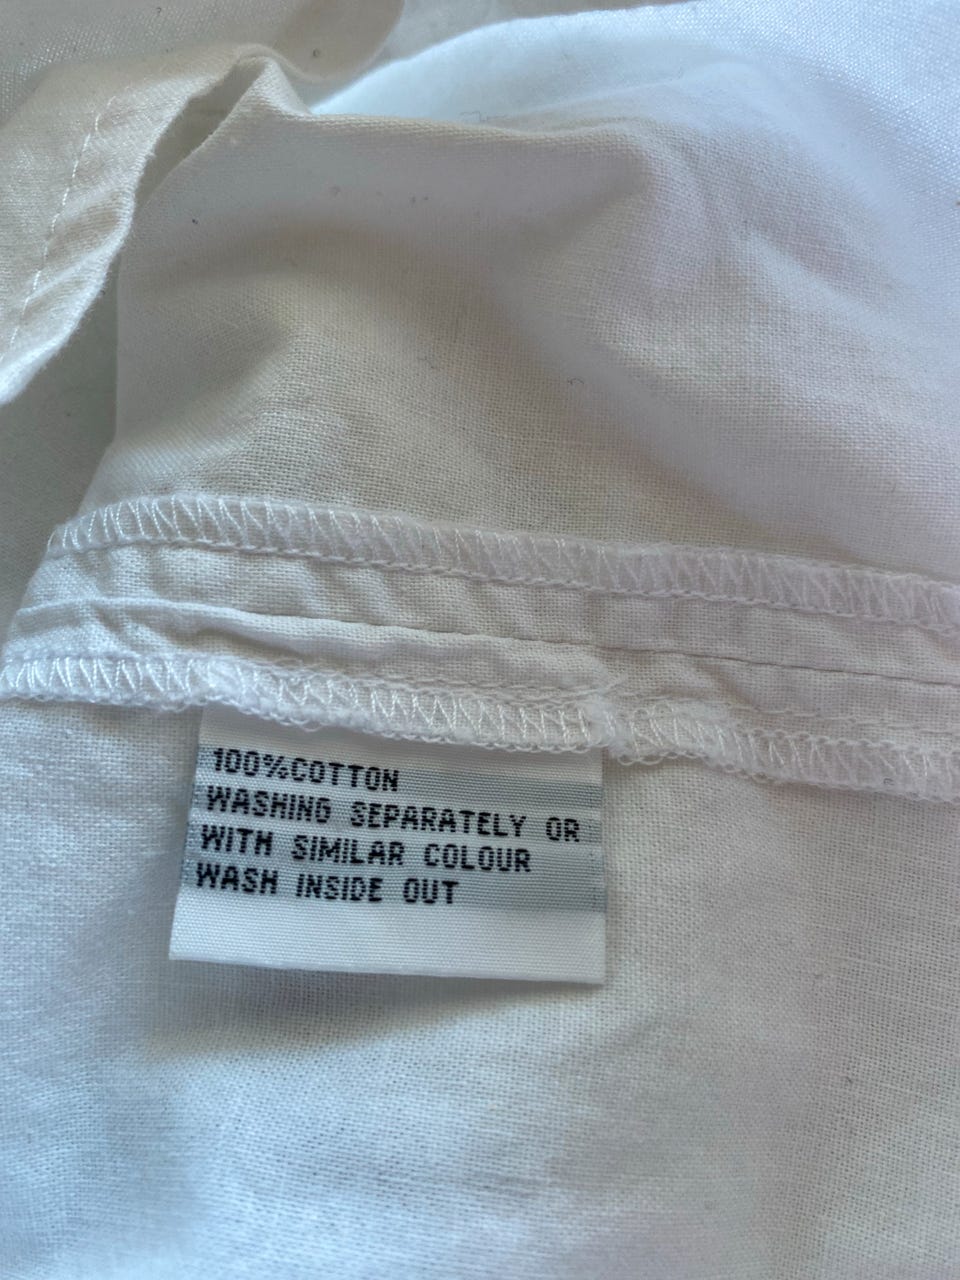 100%COTTON
WASHING SEPARATELY OR
WITH SIMILAR COLOUR
WASH INSIDE OUT